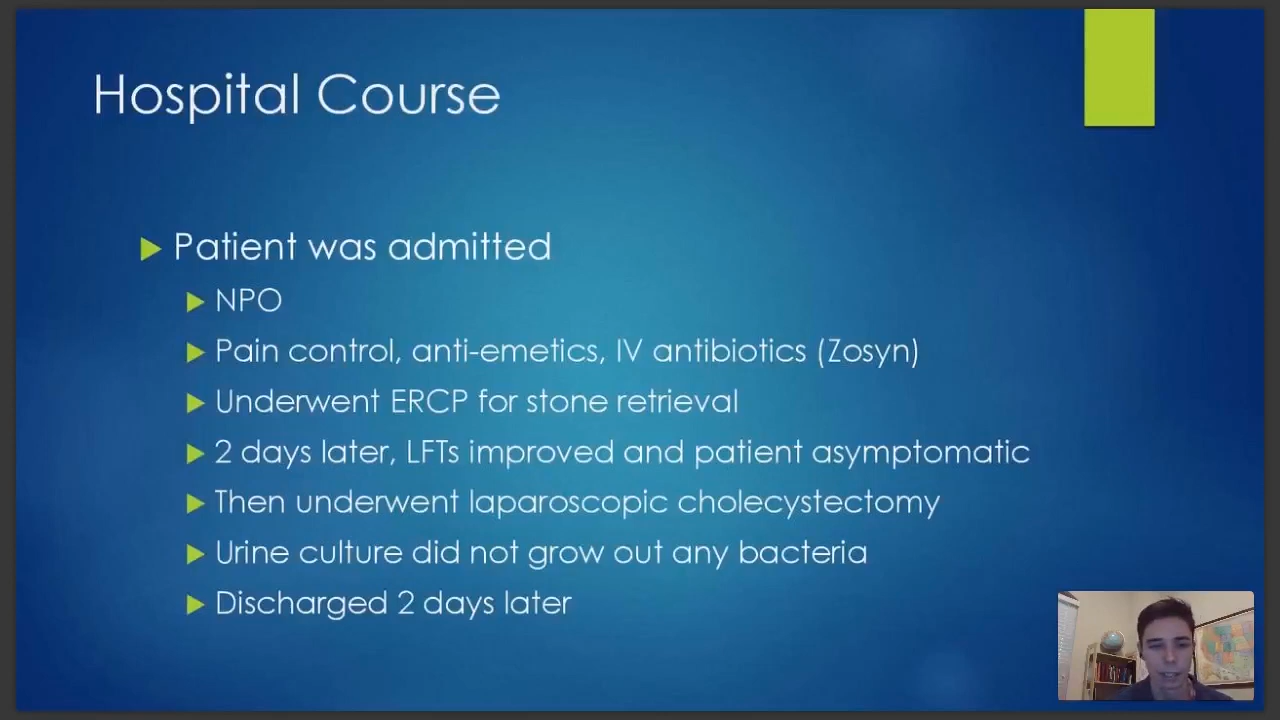 Hospital Course
Patient was admitted
NPO
Pain control, anti-emetics, IV antibiotics (Zosyn)
Underwent ERCP for stone retrieval
2 days later, LFTs improved and patient asymptomatic
Then underwent laparoscopic cholecystectomy
Urine culture did not grow out any bacteria
Discharged 2 days later